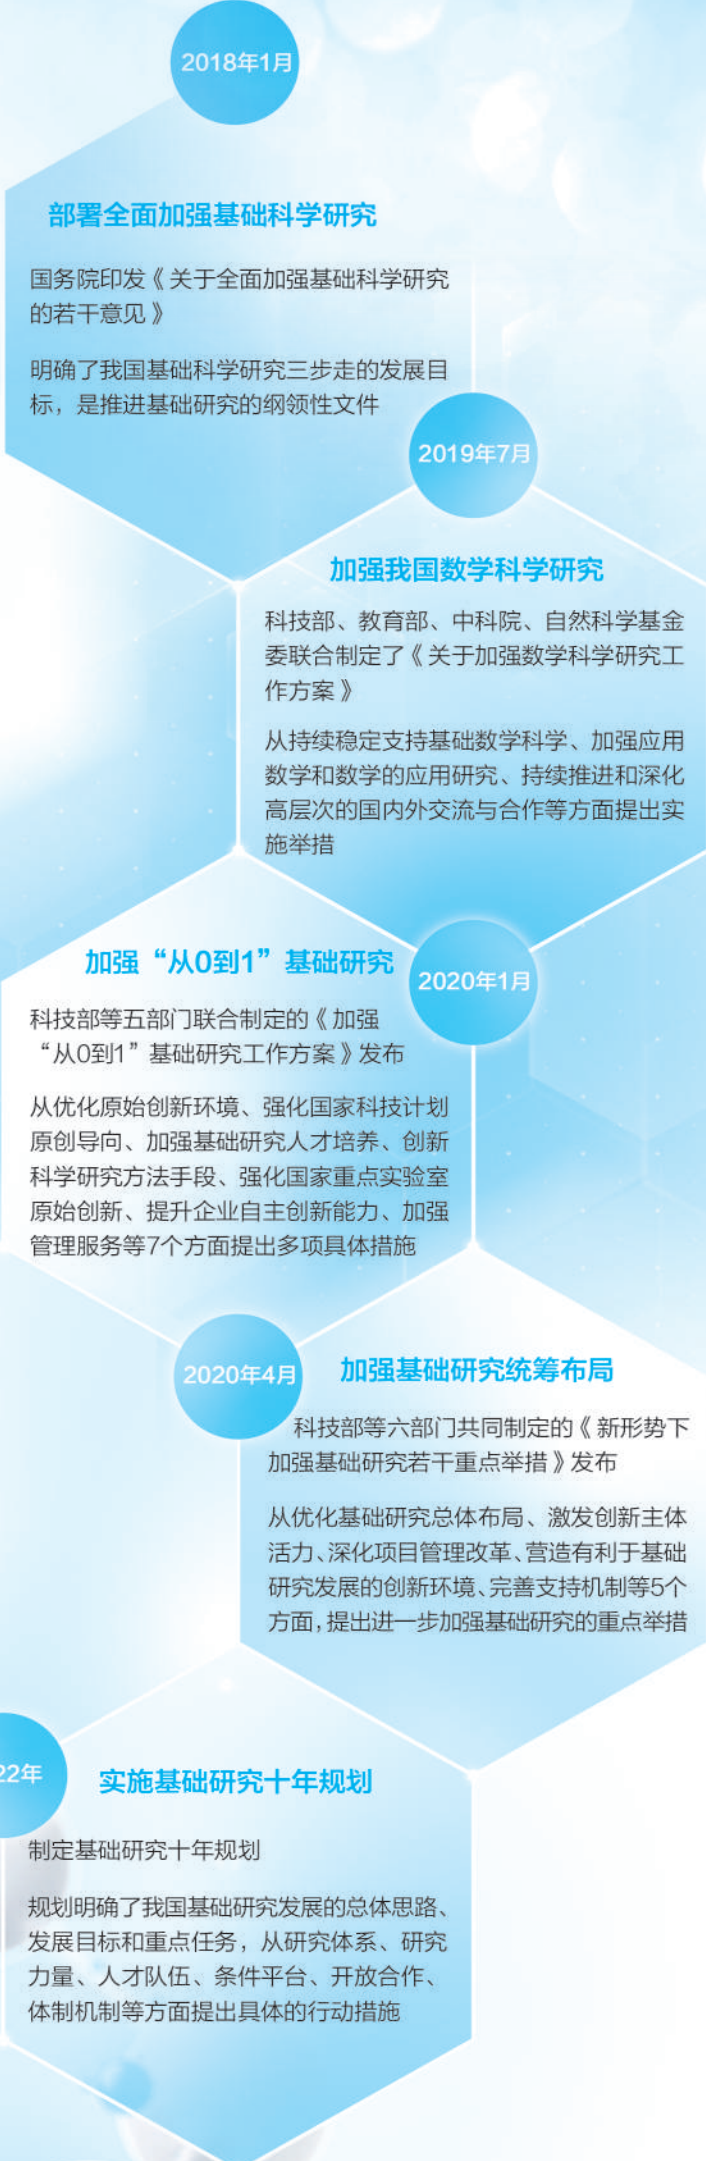 2018年1月
部署全面加强基础科学研究
国务院印发《关于全面加强基础科学研究
的若干意见》
明确了我国基础科学研究三步走的发展目
标，是推进基础研究的纲领性文件
2019年7月
加强我国数学科学研究
科技部、教育部、中科院、自然科学基金
委联合制定了《关于加强数学科学研究工
作方案》
从持续稳定支持基础数学科学、加强应用
数学和数学的应用研究、持续推进和深化
高层次的国内外交流与合作等方面提出实
施举措
加强“从0到1”基础研究
2020年1月
科技部等五部门联合制定的《加强
“从0到1”基础研究工作方案》发布
从优化原始创新环境、强化国家科技计划
原创导向、加强基础研究人才培养、创新
科学研究方法手段、强化国家重点实验室
原始创新、提升企业自主创新能力、加强
管理服务等7个方面提出多项具体措施
2020年4月
加强基础研究统筹布局
科技部等六部门共同制定的《新形势下
加强基础研究若干重点举措》发布
从优化基础研究总体布局、激发创新主体
活力、深化项目管理改革、营造有利于基础
研究发展的创新环境、完善支持机制等5个
方面，提出进一步加强基础研究的重点举措
22年
实施基础研究十年规划
制定基础研究十年规划
规划明确了我国基础研究发展的总体思路、
发展目标和重点任务，从研究体系、研究
力量、人才队伍、条件平台、开放合作、
体制机制等方面提出具体的行动措施